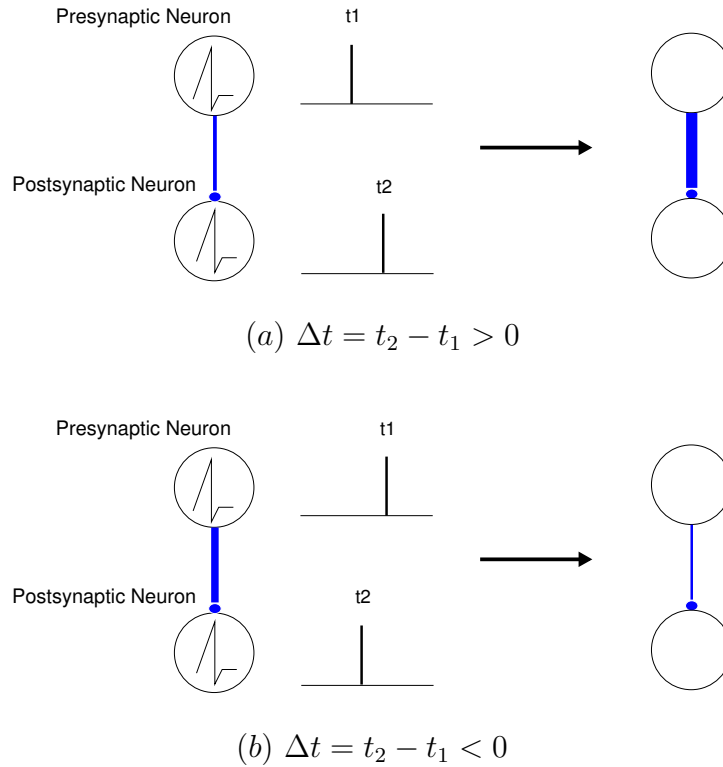 Presynaptic Neuron
t1
Postsynaptic Neuron
t2
(a) Δt = t₂ − t₁ > 0
Presynaptic Neuron
t1
Postsynaptic Neuron
t2
(b) Δt = t₂ − t₁ < 0